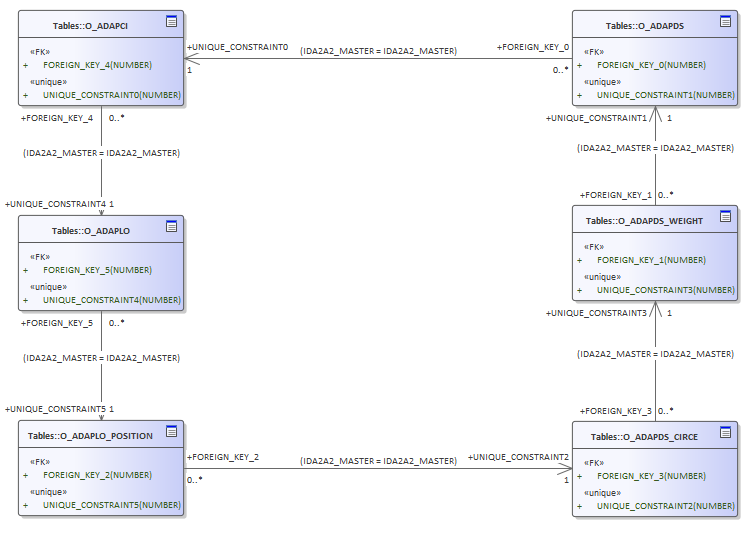 Tables::O_ADAPCI
«FK»
+ FOREIGN_KEY_4(NUMBER)
«unique»
+ UNIQUE_CONSTRAINT0(NUMBER)
+UNIQUE_CONSTRAINT0
1
(IDA2A2_MASTER = IDA2A2_MASTER)
+FOREIGN_KEY_0
0..*
Tables::O_ADAPDS
«FK»
+ FOREIGN_KEY_0(NUMBER)
«unique»
+ UNIQUE_CONSTRAINT1(NUMBER)
+FOREIGN_KEY_4 0..*
(IDA2A2_MASTER = IDA2A2_MASTER)
+UNIQUE_CONSTRAINT4 1
+UNIQUE_CONSTRAINT1 1
(IDA2A2_MASTER = IDA2A2_MASTER)
+FOREIGN_KEY_1 0..*
Tables::O_ADAPLO
«FK»
+ FOREIGN_KEY_5(NUMBER)
«unique»
+ UNIQUE_CONSTRAINT4(NUMBER)
Tables::O_ADAPDS_WEIGHT
«FK»
+ FOREIGN_KEY_1(NUMBER)
«unique»
+ UNIQUE_CONSTRAINT3(NUMBER)
+FOREIGN_KEY_5 0..*
(IDA2A2_MASTER = IDA2A2_MASTER)
+UNIQUE_CONSTRAINT5 1
+UNIQUE_CONSTRAINT3 1
(IDA2A2_MASTER = IDA2A2_MASTER)
+FOREIGN_KEY_3 0..*
Tables::O_ADAPLO_POSITION
«FK»
+ FOREIGN_KEY_2(NUMBER)
«unique»
+ UNIQUE_CONSTRAINT5(NUMBER)
+FOREIGN_KEY_2
0..*
(IDA2A2_MASTER = IDA2A2_MASTER)
+UNIQUE_CONSTRAINT2
1
Tables::O_ADAPDS_CIRCE
«FK»
+ FOREIGN_KEY_3(NUMBER)
«unique»
+ UNIQUE_CONSTRAINT2(NUMBER)